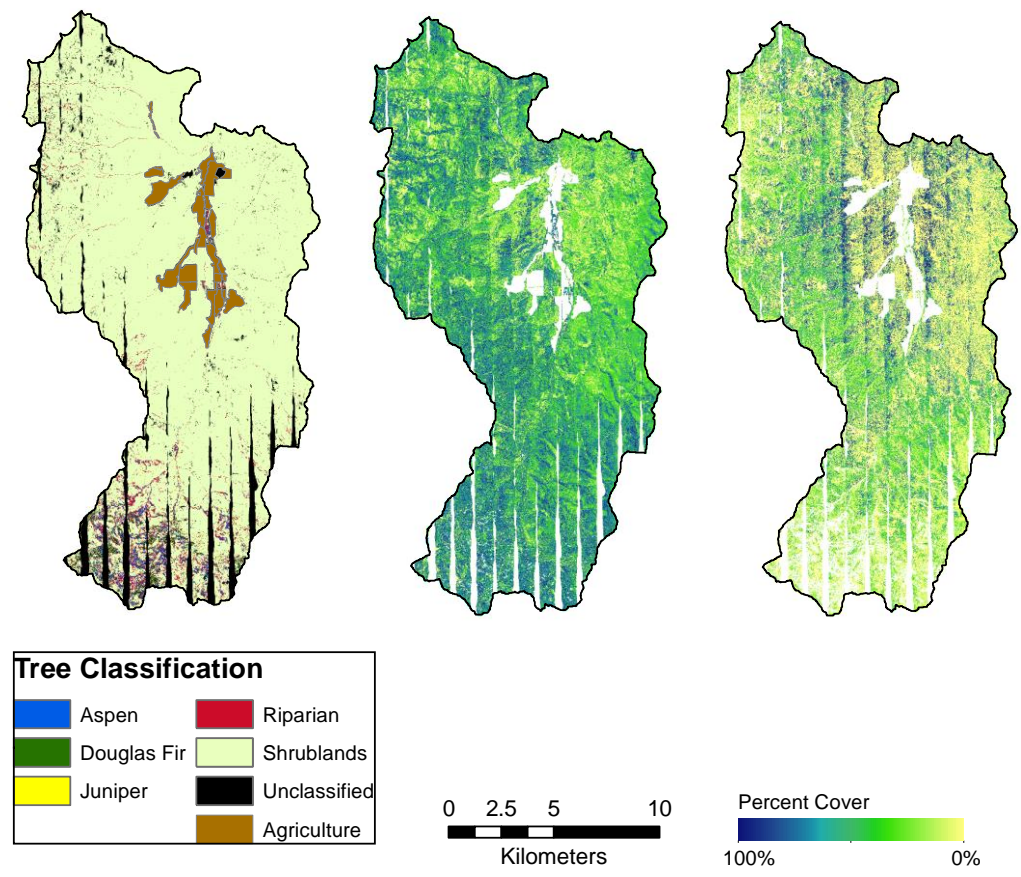 Tree Classification
Aspen
Riparian
Douglas Fir
Shrublands
Juniper
Unclassified
Agriculture
0 2.5 5 10
Kilometers
Percent Cover
100% 0%